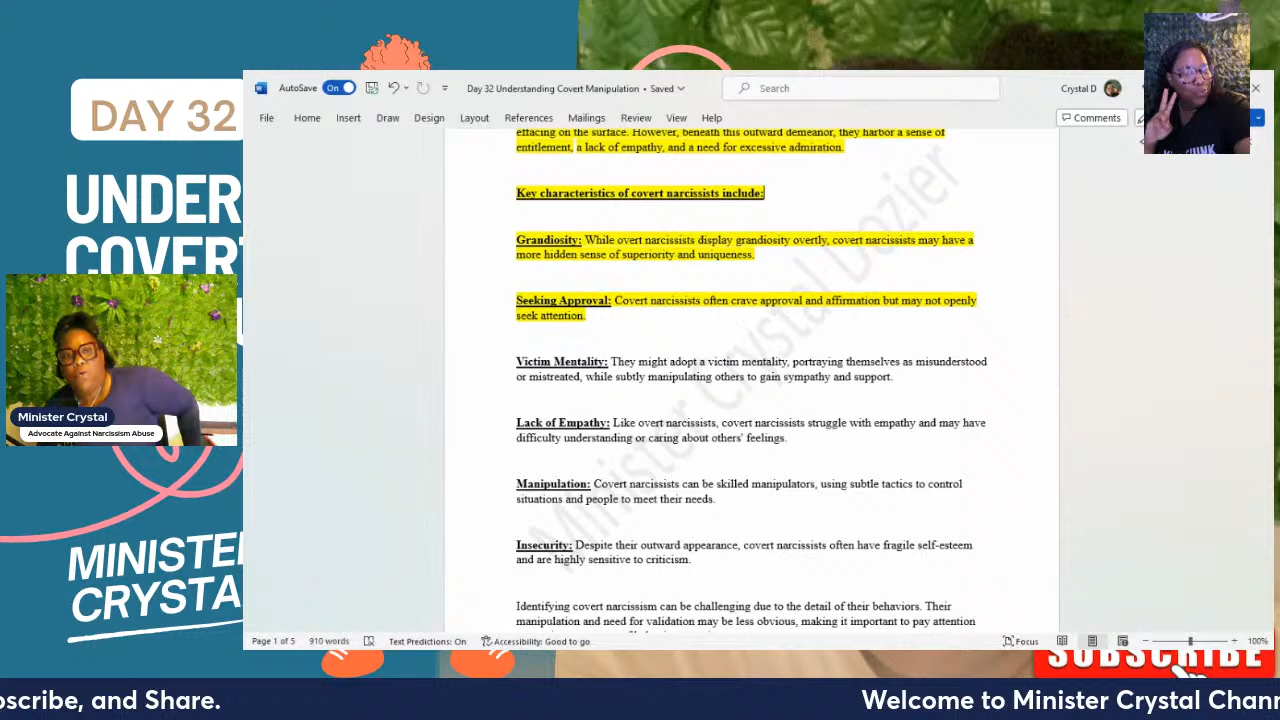 DAY 32
UNDER
COVER
MINISTE
CRYSTA
Minister Crystal
Advocate Against Narcissism Abuse
AutoSave On
Day 32 Understanding Covert Manipulation • Saved
Search
Crystal D
File Home Insert Draw Design Layout References Mailings Review View Help
Comments
effacing on the surface. However, beneath this outward demeanor, they harbor a sense of
entitlement, a lack of empathy, and a need for excessive admiration.
Key characteristics of covert narcissists include:
Grandiosity: While overt narcissists display grandiosity overtly, covert narcissists may have a
more hidden sense of superiority and uniqueness.
Seeking Approval: Covert narcissists often crave approval and affirmation but may not openly
seek attention.
Victim Mentality: They might adopt a victim mentality, portraying themselves as misunderstood
or mistreated, while subtly manipulating others to gain sympathy and support.
Lack of Empathy: Like overt narcissists, covert narcissists struggle with empathy and may have
difficulty understanding or caring about others' feelings.
Manipulation: Covert narcissists can be skilled manipulators, using subtle tactics to control
situations and people to meet their needs.
Insecurity: Despite their outward appearance, covert narcissists often have fragile self-esteem
and are highly sensitive to criticism.
Identifying covert narcissism can be challenging due to the detail of their behaviors. Their
manipulation and need for validation may be less obvious, making it important to pay attention
Minister Crystal Dozier
Page 1 of 5 910 words Text Predictions: On Accessibility: Good to go Focus 100%
SUBSCRIBE
bscribe, and Share.
Welcome to Minister Crystal Chann